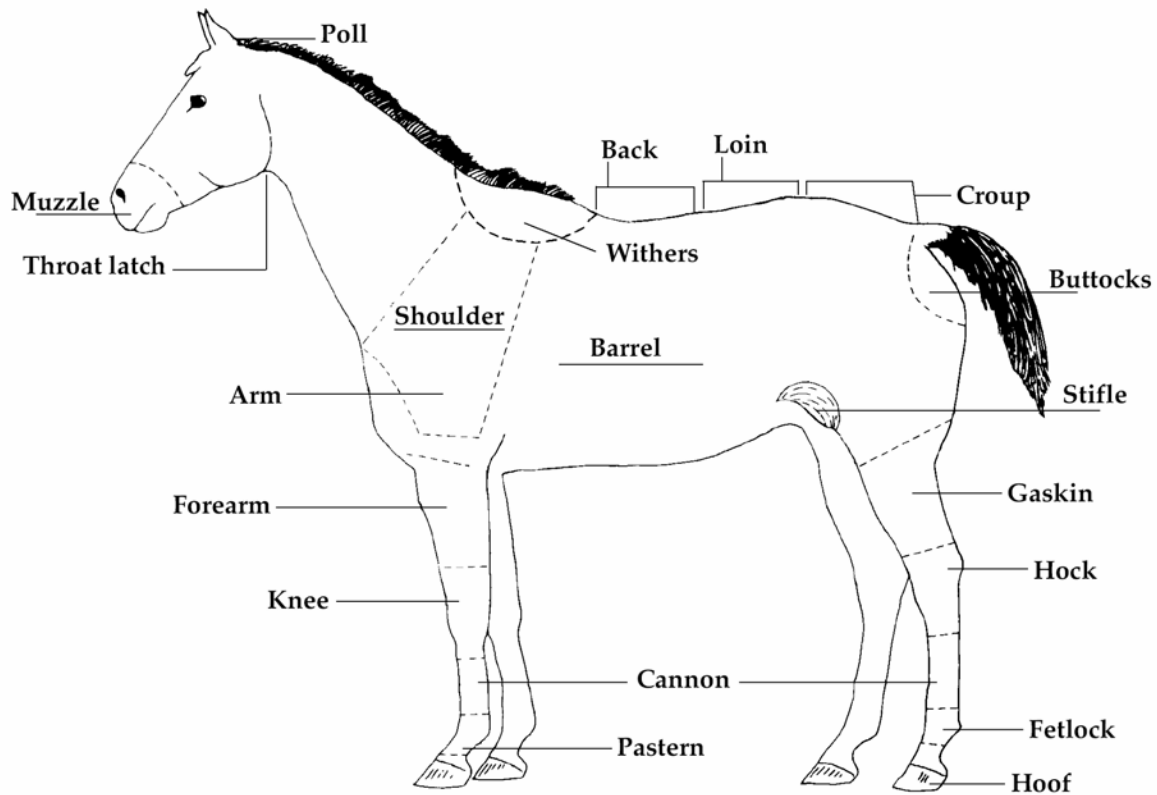 Poll
Back
Loin
Croup
Muzzle
Withers
Throat latch
Buttocks
Shoulder
Barrel
Arm
Stifle
Forearm
Gaskin
Hock
Knee
Cannon
Fetlock
Pastern
Hoof